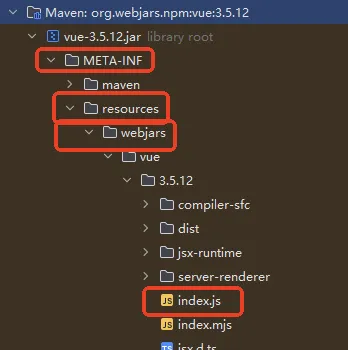 Maven: org.webjars.npm:vue:3.5.12
vue-3.5.12.jar library root
META-INF
maven
resources
webjars
vue
3.5.12
compiler-sfc
dist
jsx-runtime
server-renderer
JS index.js
JS index.mjs
TS jsx.d.ts